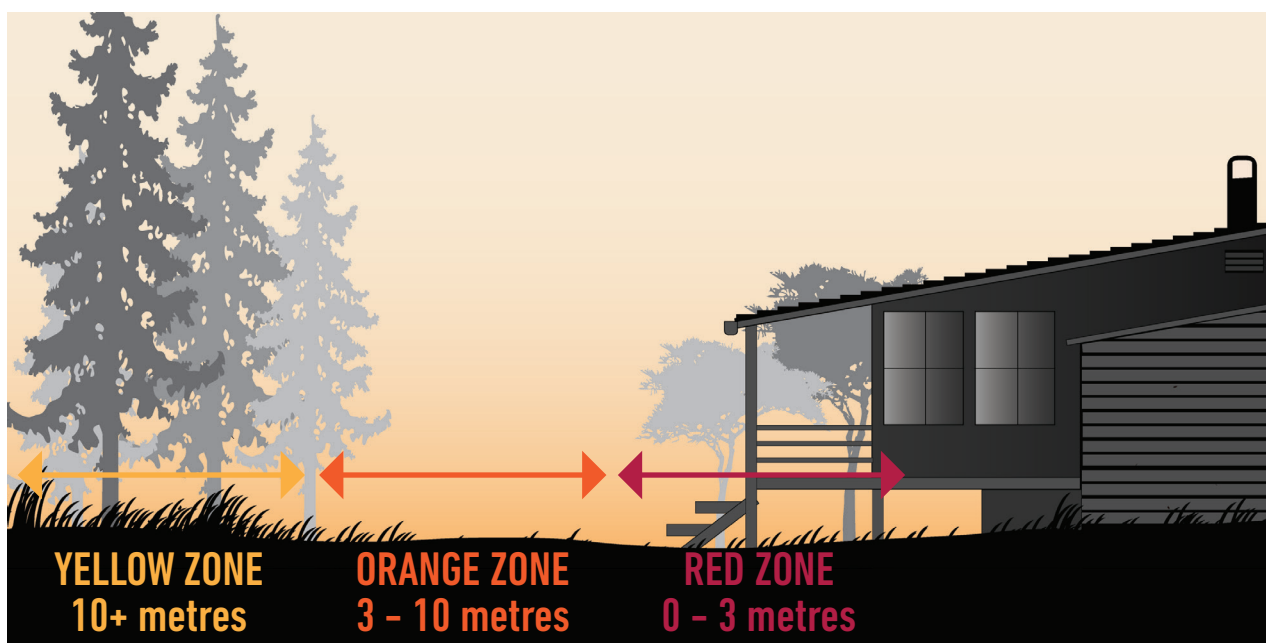 YELLOW ZONE
10+ metres
ORANGE ZONE
3 – 10 metres
RED ZONE
0 – 3 metres